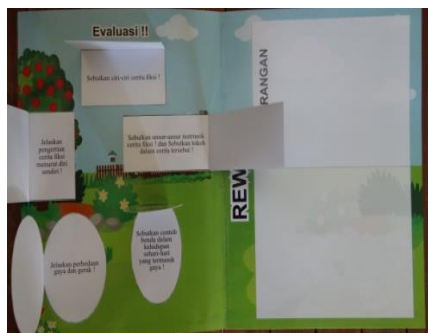 Evaluasi !!
Sebutkan ciri-ciri cerita fiksi !
Jelaskan
pengertian
cerita fiksi
menurut diri
sendiri !
Sebutkan unsur-unsur instrinsik
cerita fiksi ! dan Sebutkan tokoh
dalam cerita tersebut !
Jelaskan perbedaan
gaya dan gerak !
Sebutkan contoh
benda dalam
kehidupan
sehari-hari
yang termasuk
gaya !
REW
RANGAN